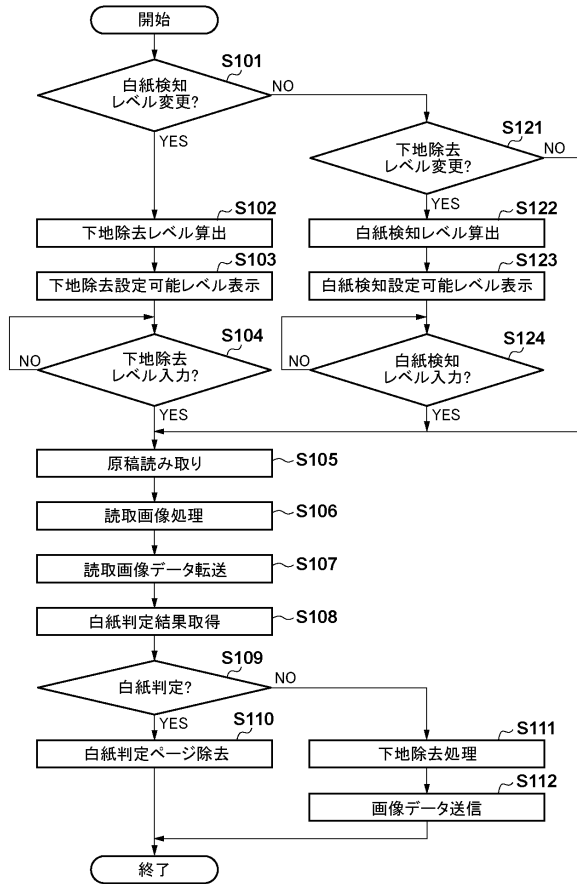 開始
S101
白紙検知
レベル変更?
NO
YES
S121
下地除去
レベル変更?
NO
YES
S102
下地除去レベル算出
S122
白紙検知レベル算出
S103
下地除去設定可能レベル表示
S123
白紙検知設定可能レベル表示
S104
下地除去
レベル入力?
NO
YES
S124
白紙検知
レベル入力?
NO
YES
原稿読み取り
S105
読取画像処理
S106
読取画像データ転送
S107
白紙判定結果取得
S108
S109
白紙判定?
NO
YES
S110
白紙判定ページ除去
S111
下地除去処理
S112
画像データ送信
終了